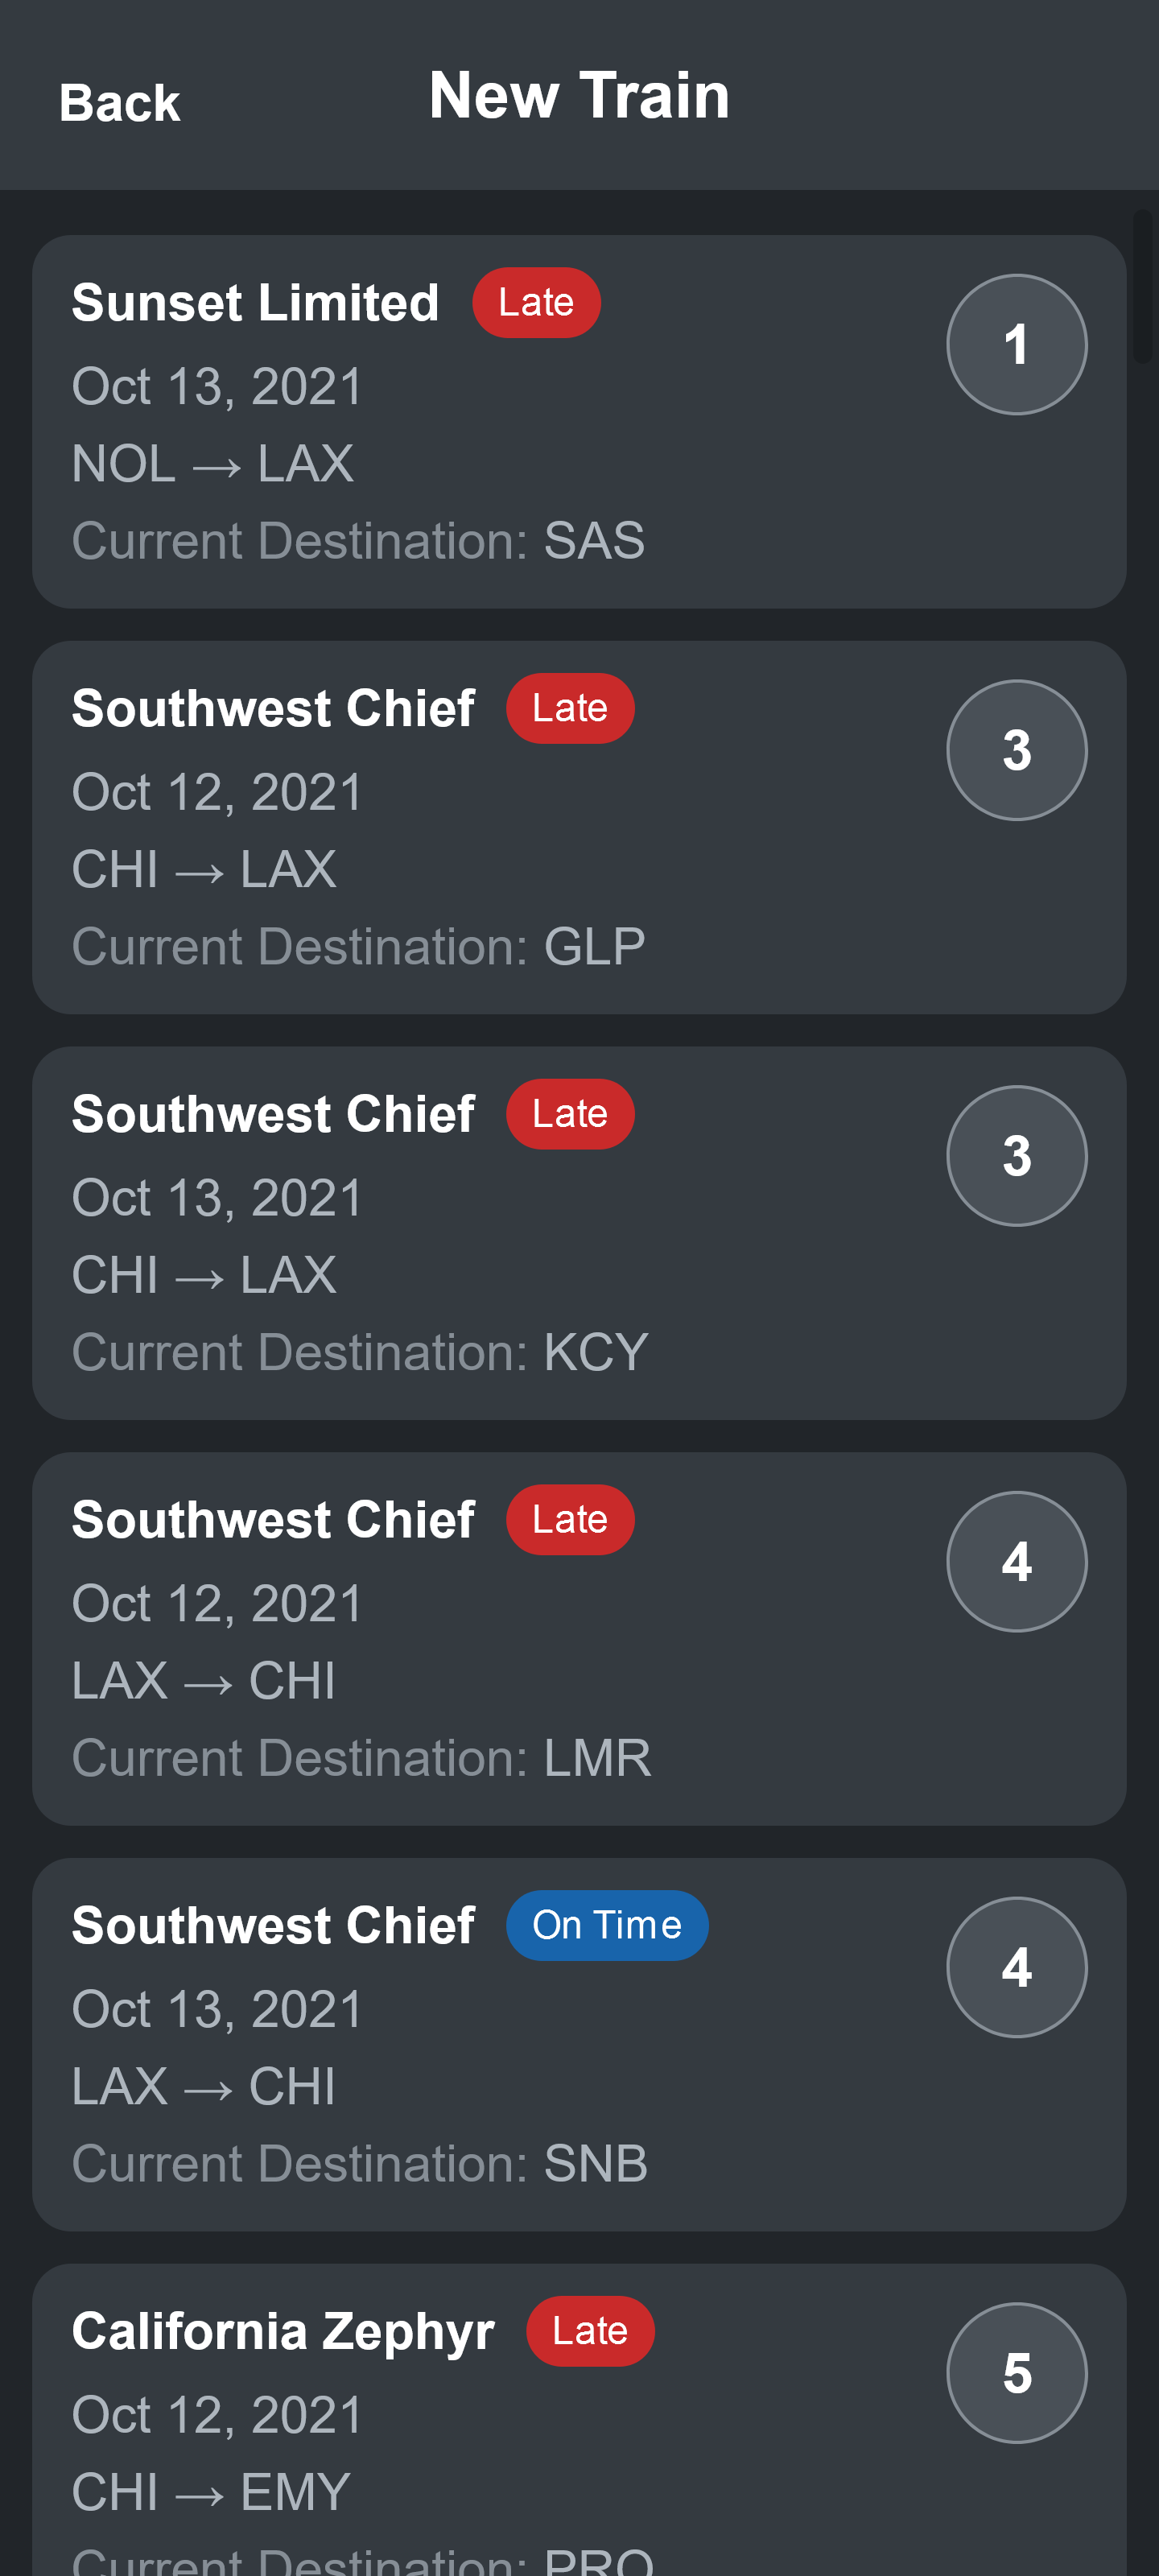 Back
New Train
Sunset Limited Late
1
Oct 13, 2021
NOL → LAX
Current Destination: SAS
Southwest Chief Late
3
Oct 12, 2021
CHI → LAX
Current Destination: GLP
Southwest Chief Late
3
Oct 13, 2021
CHI → LAX
Current Destination: KCY
Southwest Chief Late
4
Oct 12, 2021
LAX → CHI
Current Destination: LMR
Southwest Chief On Time
4
Oct 13, 2021
LAX → CHI
Current Destination: SNB
California Zephyr Late
5
Oct 12, 2021
CHI → EMY
Current Destination: PRO